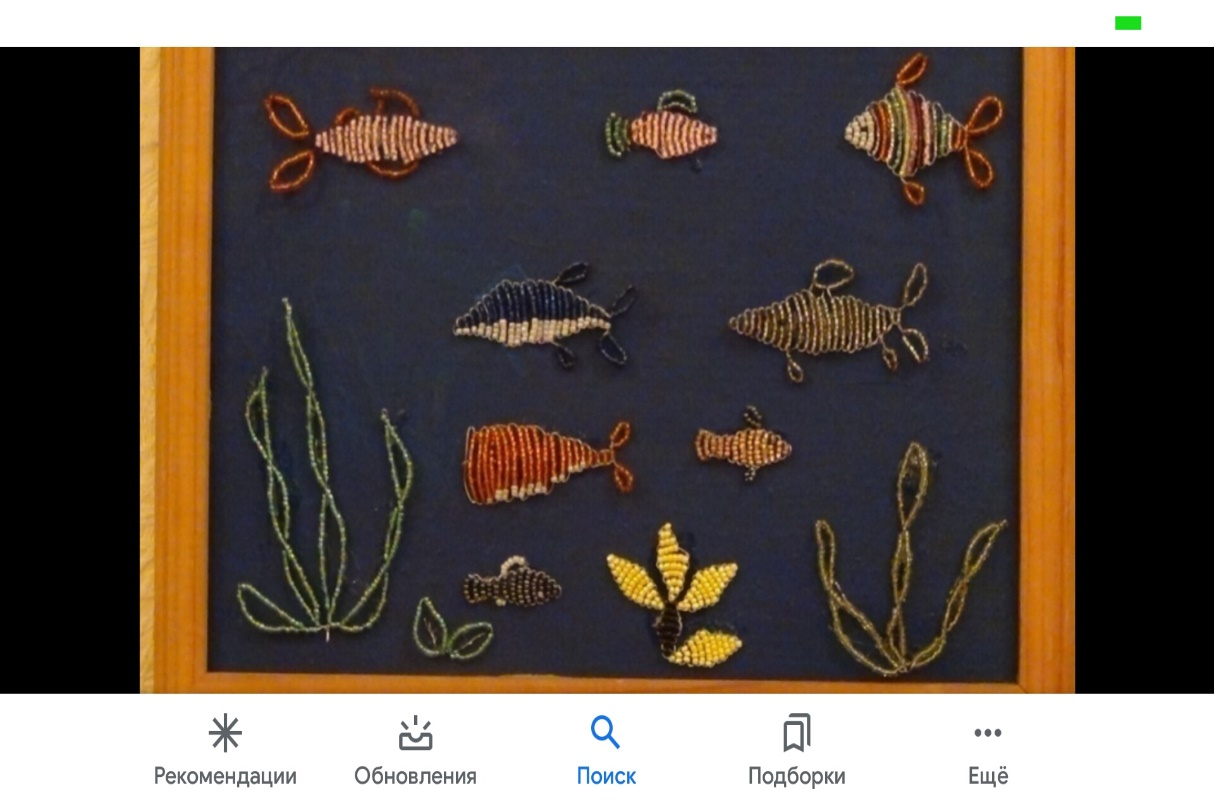 Рекомендации
Обновления
Поиск
Подборки
Ещё